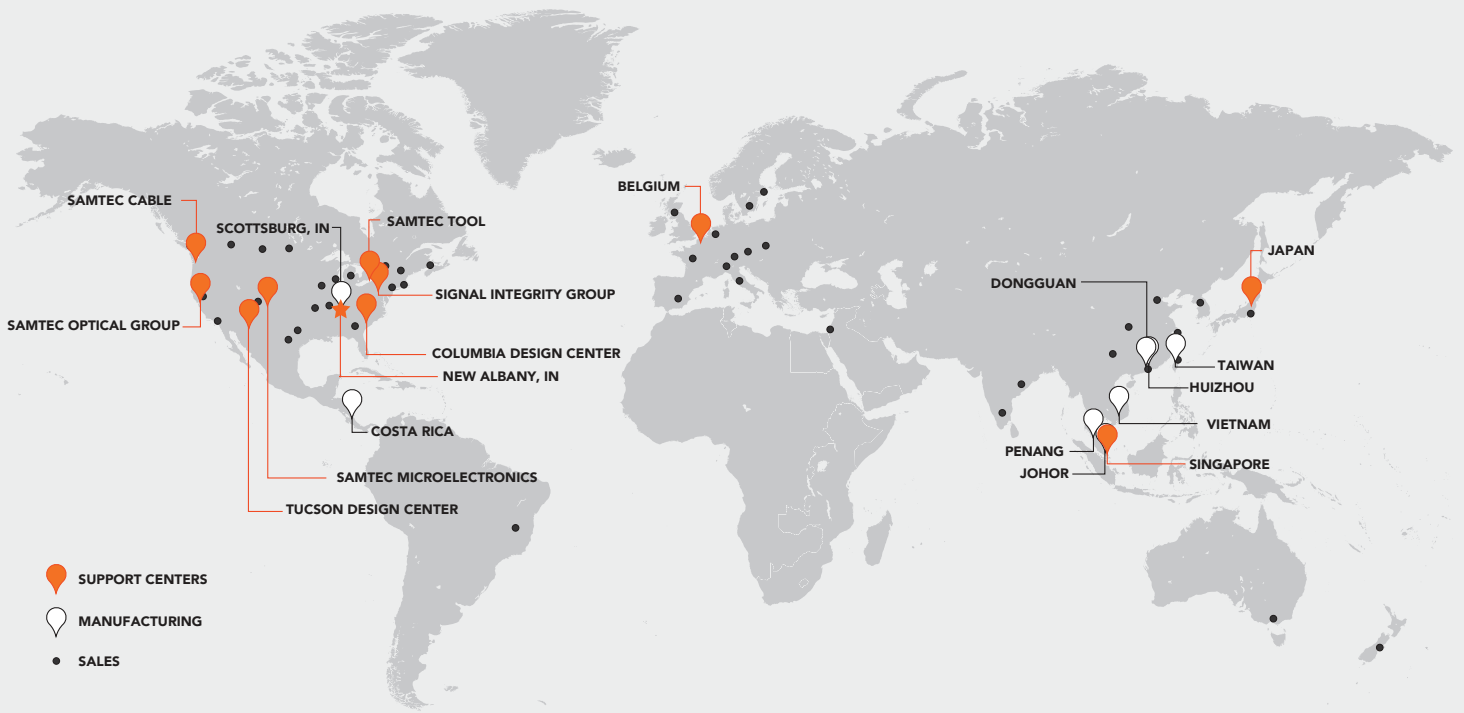 BELGIUM
SAMTEC CABLE
SCOTTSBURG, IN
SAMTEC TOOL
JAPAN
DONGGUAN
SIGNAL INTEGRITY GROUP
SAMTEC OPTICAL GROUP
COLUMBIA DESIGN CENTER
TAIWAN
NEW ALBANY, IN
HUIZHOU
VIETNAM
COSTA RICA
PENANG
SINGAPORE
JOHOR
SAMTEC MICROELECTRONICS
TUCSON DESIGN CENTER
SUPPORT CENTERS
MANUFACTURING
SALES